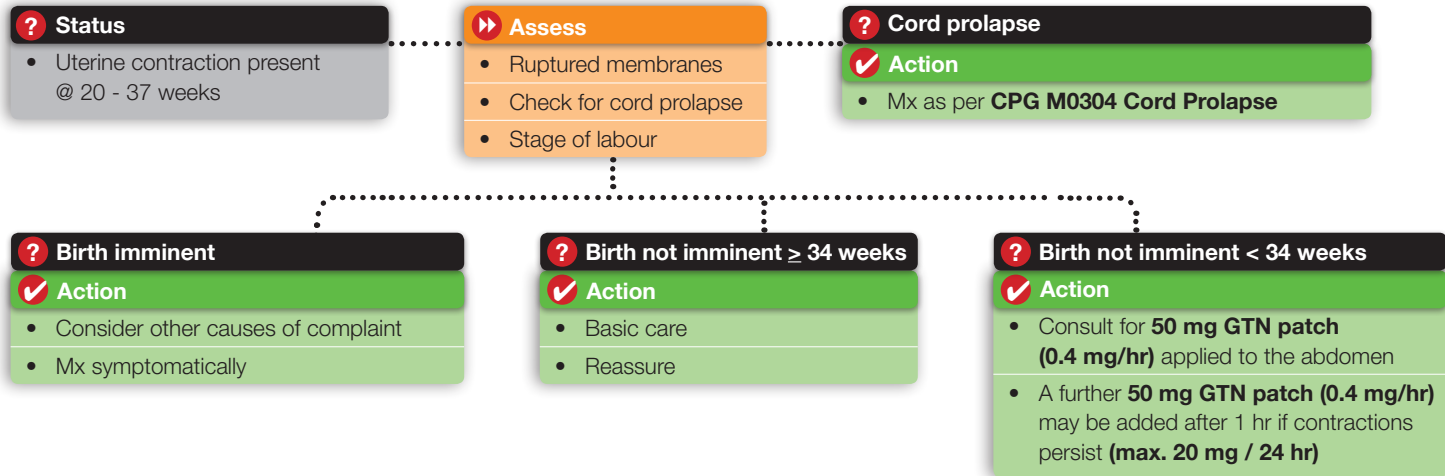 Status
• Uterine contraction present
@ 20 - 37 weeks
Assess
• Ruptured membranes
• Check for cord prolapse
• Stage of labour
Cord prolapse
Action
• Mx as per CPG M0304 Cord Prolapse
Birth imminent
Action
• Consider other causes of complaint
• Mx symptomatically
Birth not imminent ≥ 34 weeks
Action
• Basic care
• Reassure
Birth not imminent < 34 weeks
Action
• Consult for 50 mg GTN patch
(0.4 mg/hr) applied to the abdomen
• A further 50 mg GTN patch (0.4 mg/hr)
may be added after 1 hr if contractions
persist (max. 20 mg / 24 hr)